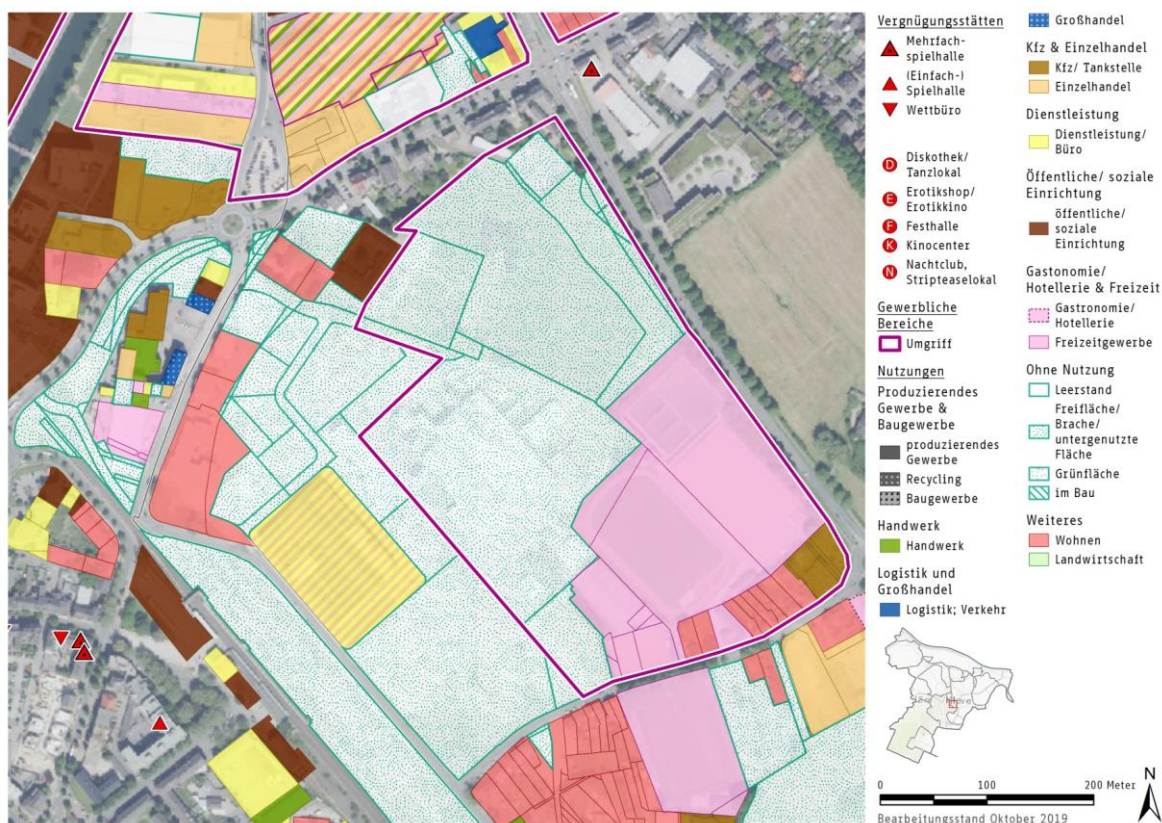 Vergnügungsstätten
Mehrfach-
spielhalle
(Einfach-)
Spielhalle
Wettbüro
D
Diskothek/
Tanzlokal
E
Erotikshop/
Erotikkino
F
Festhalle
K
Kinocenter
N
Nachtclub,
Stripteaselokal
Gewerbliche
Bereiche
Umgriff
Nutzungen
Produzierendes
Gewerbe &
Baugewerbe
produzierendes
Gewerbe
Recycling
Baugewerbe
Handwerk
Handwerk
Logistik und
Großhandel
Logistik; Verkehr
Großhandel
Kfz & Einzelhandel
Kfz/ Tankstelle
Einzelhandel
Dienstleistung
Dienstleistung/
Büro
Öffentliche/ soziale
Einrichtung
öffentliche/
soziale
Einrichtung
Gastonomie/
Hotellerie & Freizeit
Gastronomie/
Hotellerie
Freizeitgewerbe
Ohne Nutzung
Leerstand
Freifläche/
Brache/
untergenutzte
Fläche
Grünfläche
im Bau
Weiteres
Wohnen
Landwirtschaft
0 100 200 Meter
N
Bearbeitungsstand Oktober 2019